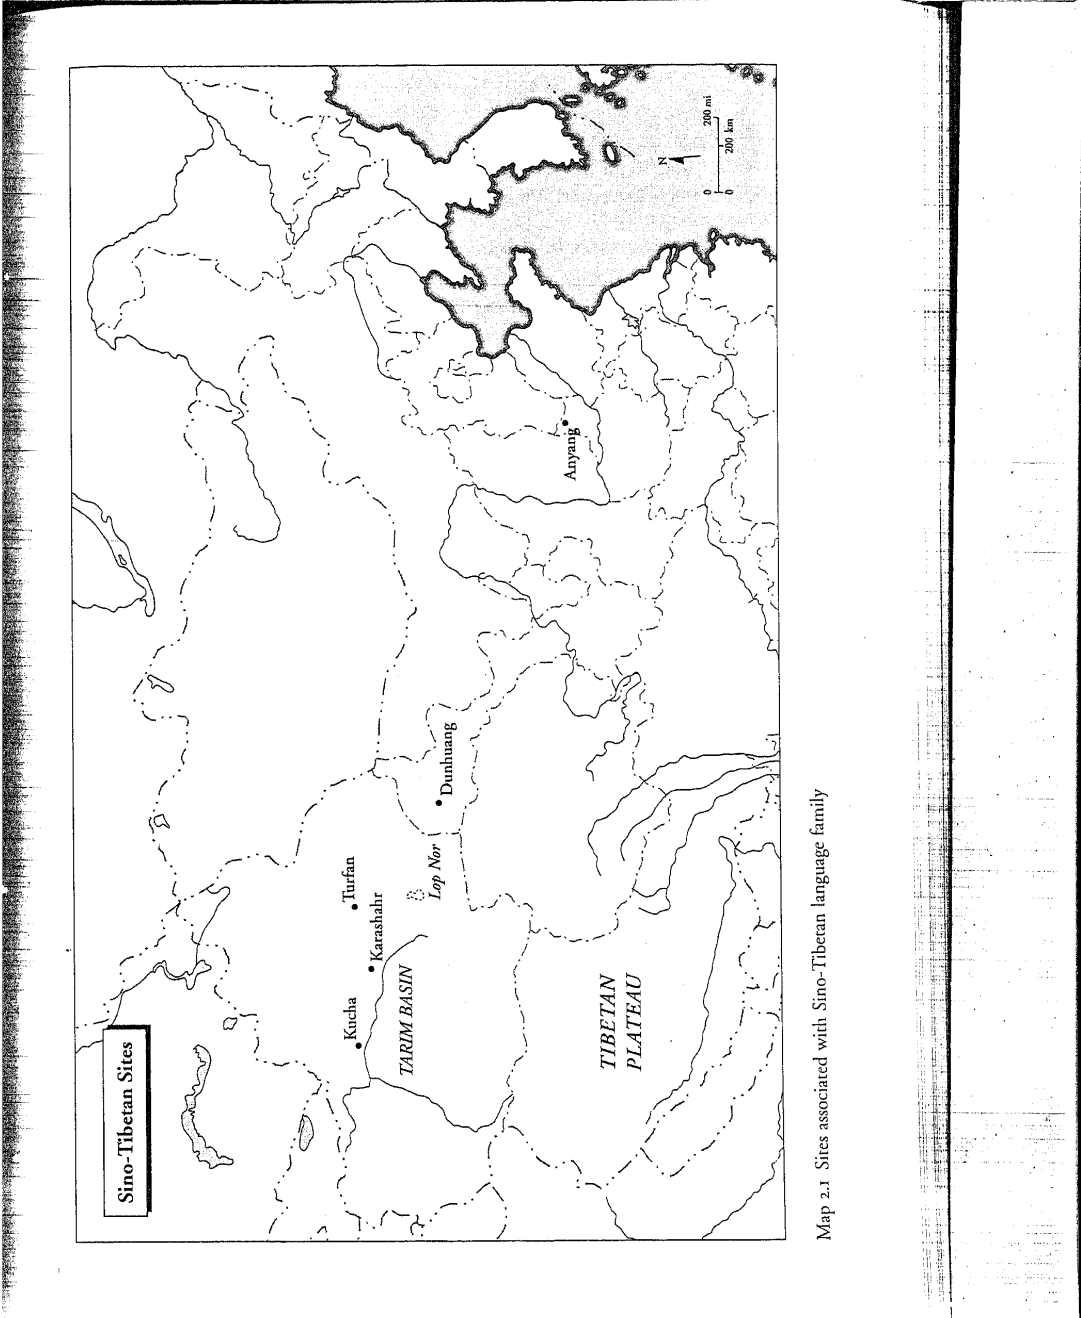 Sino-Tibetan Sites
Kucha
Karashahr
Turfan
TARIM BASIN
Lop Nor
Dunhuang
Anyang
TIBETAN
PLATEAU
N
0 200 mi
0 200 km
Map 2.1 Sites associated with Sino-Tibetan language family